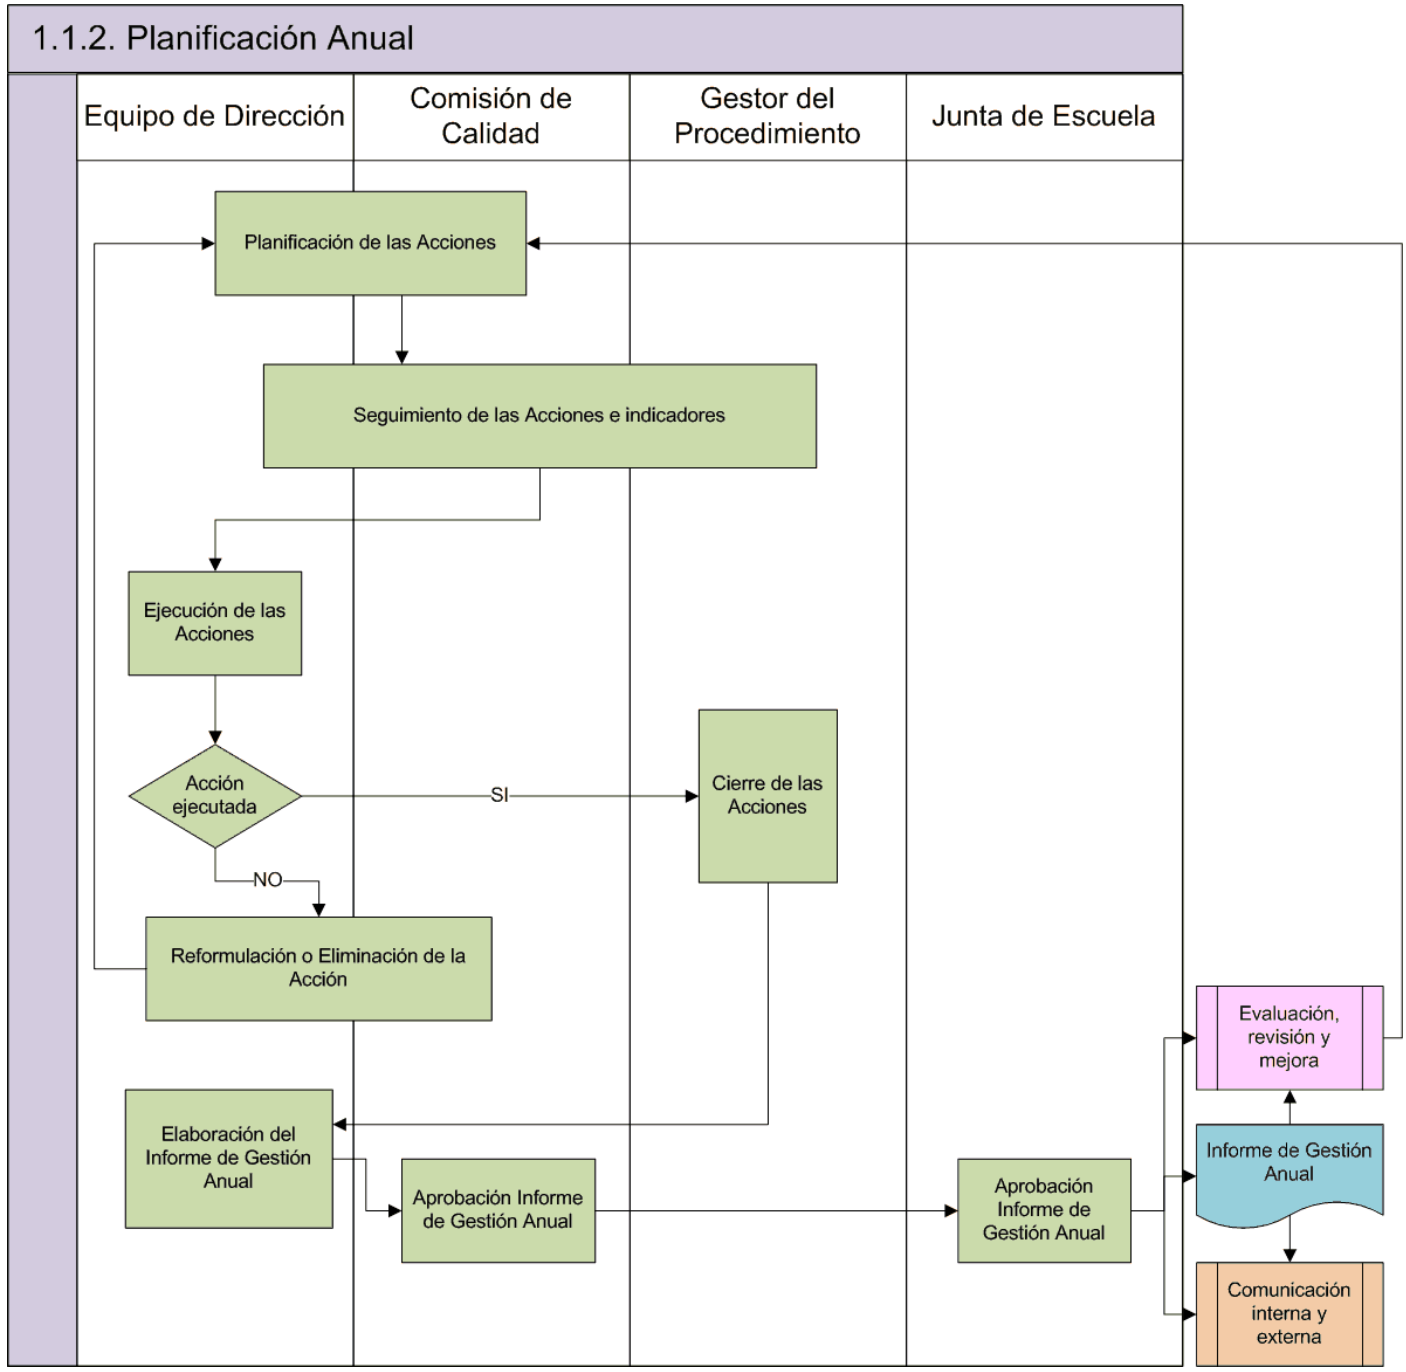 1.1.2. Planificación Anual
Equipo de Dirección
Comisión de
Calidad
Gestor del
Procedimiento
Junta de Escuela
Planificación de las Acciones
Seguimiento de las Acciones e indicadores
Ejecución de las
Acciones
Acción
ejecutada
SI
Cierre de las
Acciones
NO
Reformulación o Eliminación de la
Acción
Evaluación,
revisión y
mejora
Elaboración del
Informe de Gestión
Anual
Aprobación Informe
de Gestión Anual
Aprobación
Informe de
Gestión Anual
Informe de Gestión
Anual
Comunicación
interna y
externa